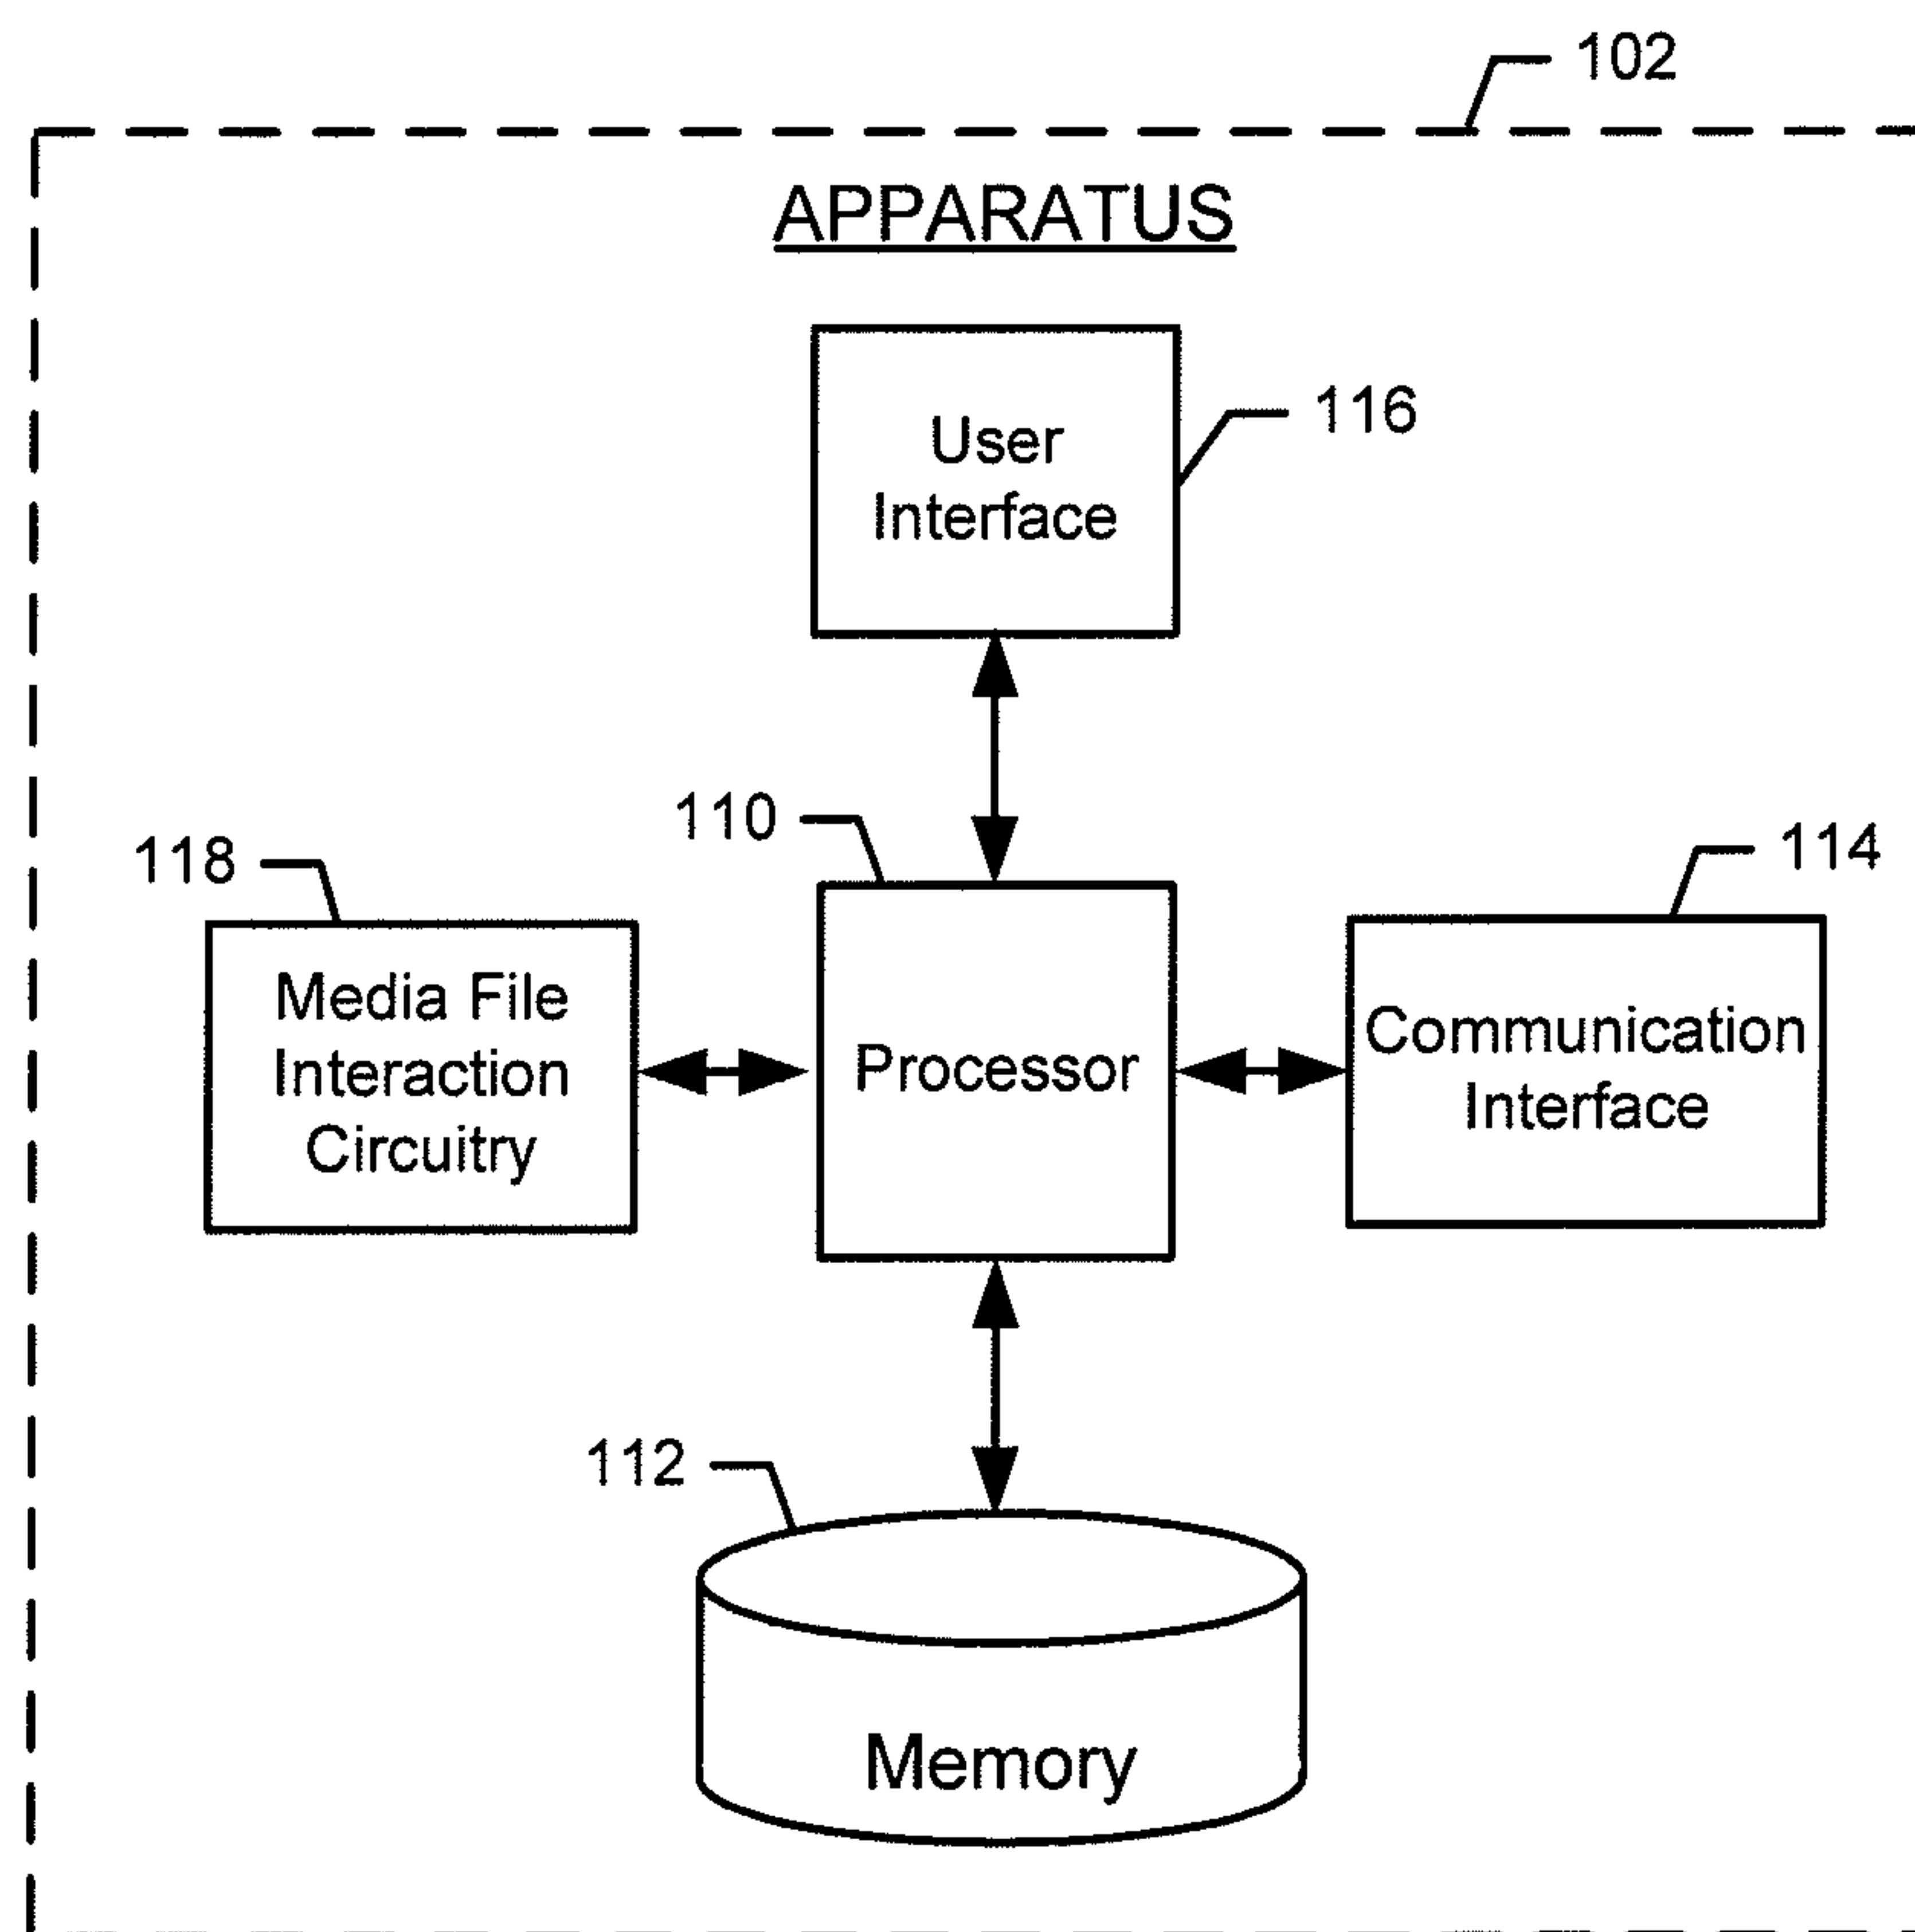 102
APPARATUS
User
Interface
116
110
118
114
Media File
Interaction
Circuitry
Processor
Communication
Interface
112
Memory